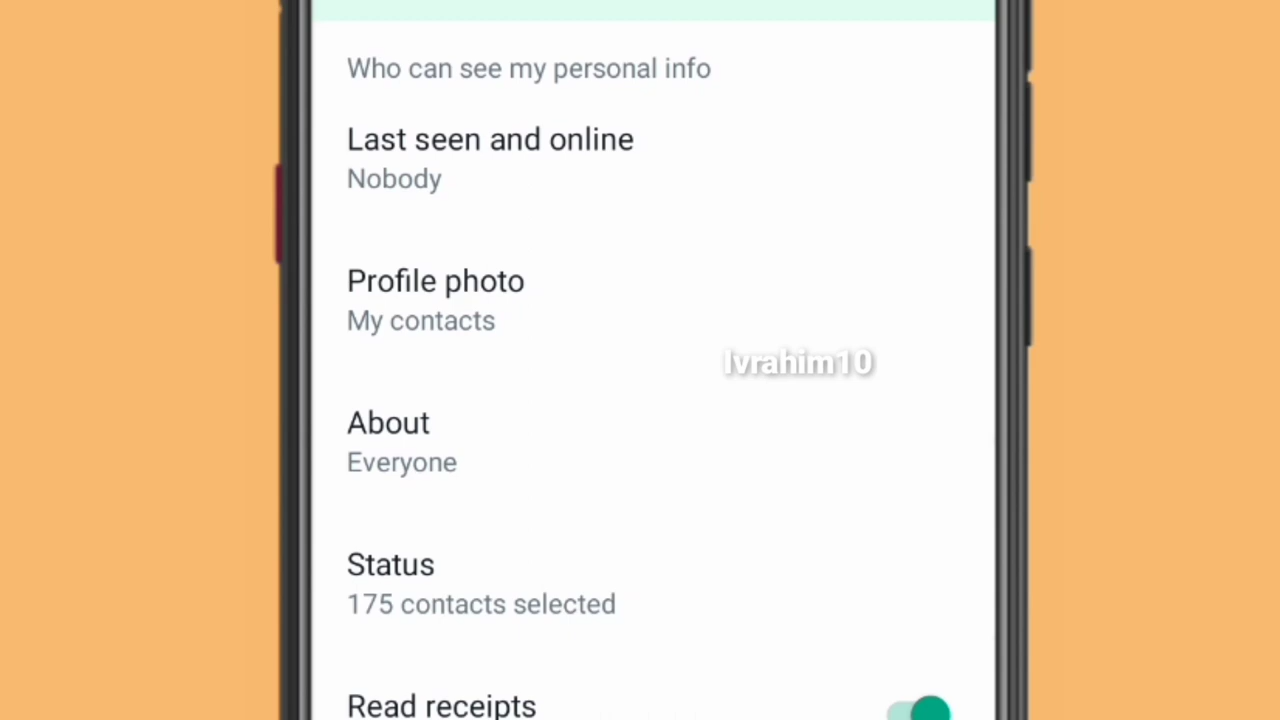 Who can see my personal info
Last seen and online
Nobody
Profile photo
My contacts
Ivrahim10
About
Everyone
Status
175 contacts selected
Read receipts